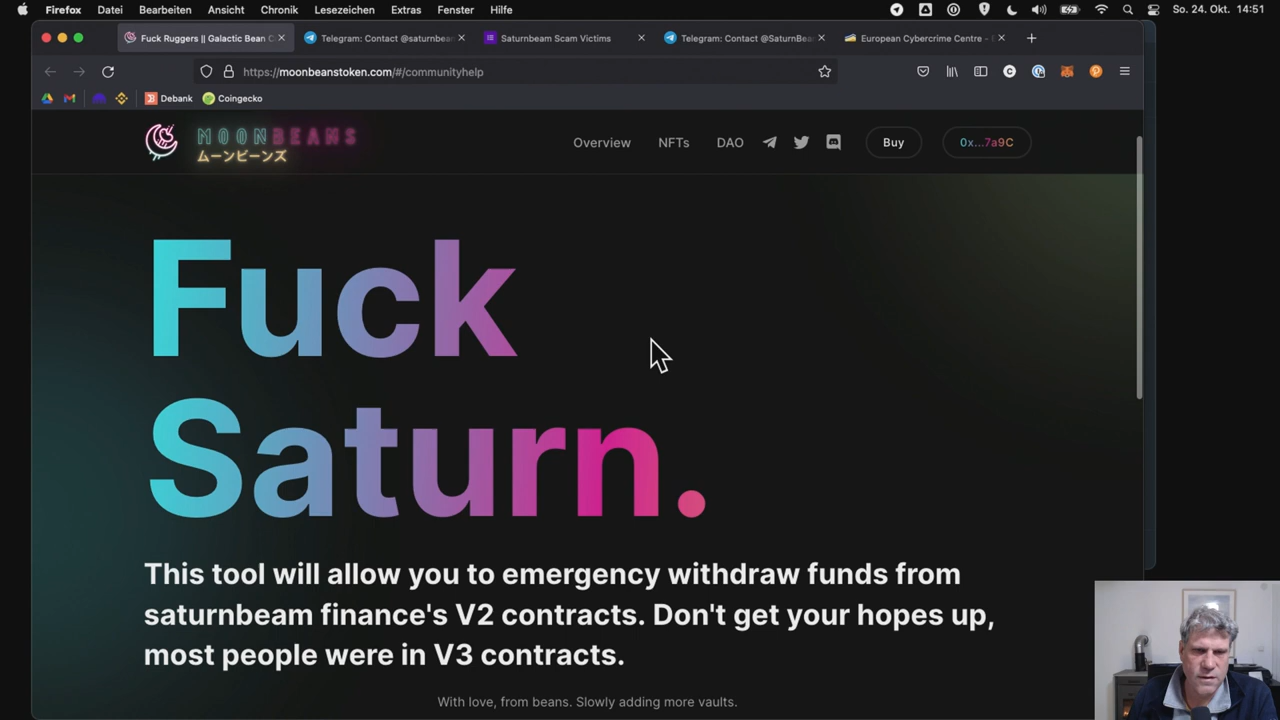 Firefox Datei Bearbeiten Ansicht Chronik Lesezeichen Extras Fenster Hilfe So. 24. Okt. 14:51
Fuck Ruggers || Galactic Bean C Telegram: Contact @saturnbea Saturnbeam Scam Victims Telegram: Contact @SaturnBea European Cybercrime Centre -
https://moonbeanstoken.com/#/communityhelp
Debank Coingecko
MOONBEANS
ムーンビーンズ
Overview NFTs DAO Buy 0x...7a9C
Fuck
Saturn.
This tool will allow you to emergency withdraw funds from
saturnbeam finance's V2 contracts. Don't get your hopes up,
most people were in V3 contracts.
With love, from beans. Slowly adding more vaults.